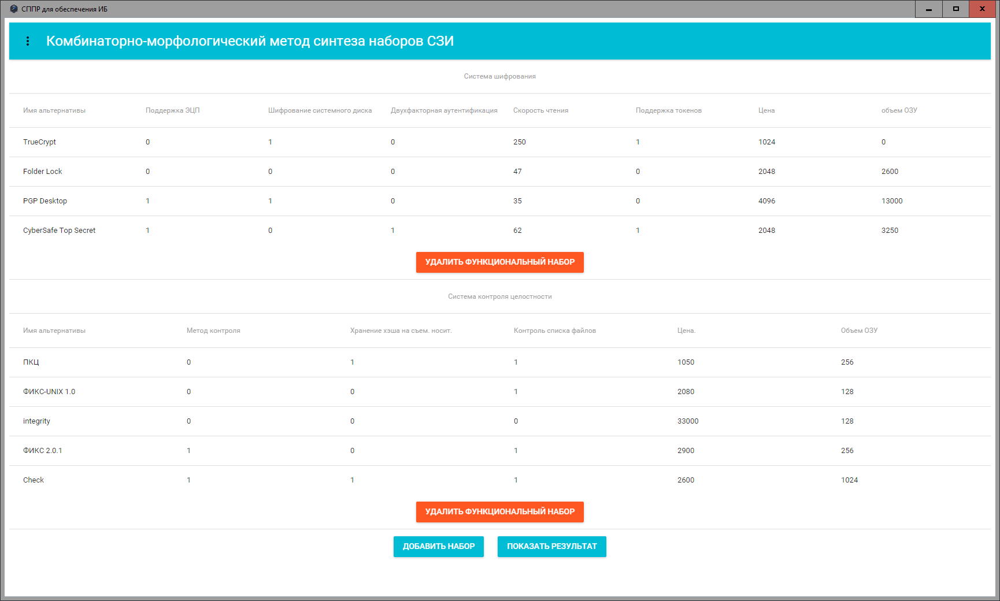 СППР для обеспечения ИБ
Комбинаторно-морфологический метод синтеза наборов СЗИ
Система шифрования
Имя альтернативы Поддержка ЭЦП Шифрование системного диска Двухфакторная аутентификация Скорость чтения Поддержка токенов Цена объем ОЗУ
TrueCrypt 0 1 0 250 1 1024 0
Folder Lock 0 0 0 47 0 2048 2600
PGP Desktop 1 1 0 35 0 4096 13000
CyberSafe Top Secret 1 0 1 62 1 2048 3250
УДАЛИТЬ ФУНКЦИОНАЛЬНЫЙ НАБОР
Система контроля целостности
Имя альтернативы Метод контроля Хранение хэша на съем. носит. Контроль списка файлов Цена. Объем ОЗУ
ПКЦ 0 1 1 1050 256
ФИКС-UNIX 1.0 0 0 1 2080 128
integrity 0 0 0 33000 128
ФИКС 2.0.1 1 0 1 2900 256
Check 1 1 1 2600 1024
УДАЛИТЬ ФУНКЦИОНАЛЬНЫЙ НАБОР
ДОБАВИТЬ НАБОР ПОКАЗАТЬ РЕЗУЛЬТАТ